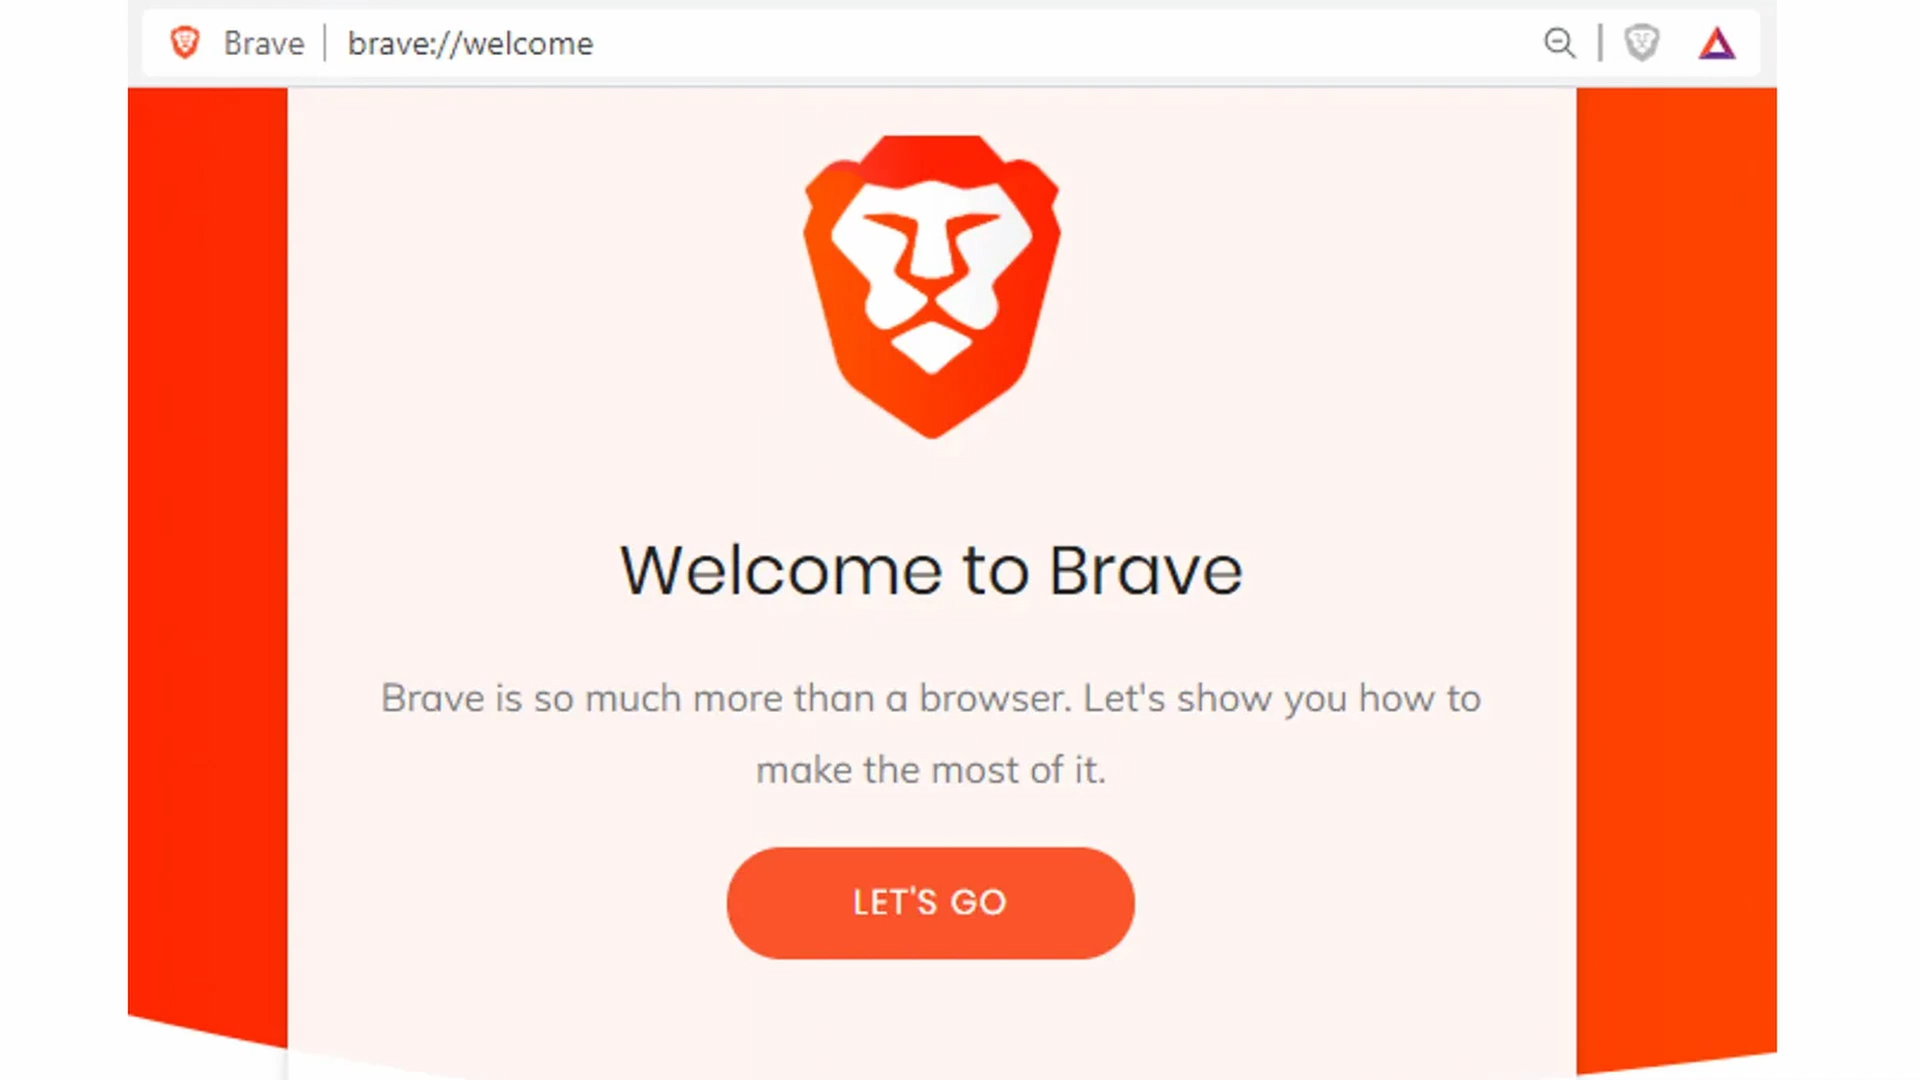 Brave | brave://welcome
Welcome to Brave
Brave is so much more than a browser. Let's show you how to
make the most of it.
LET'S GO